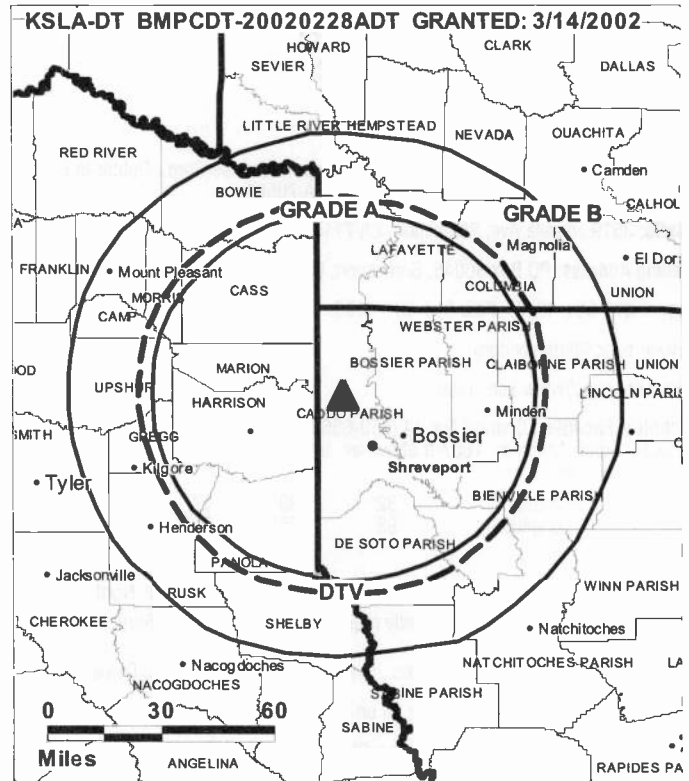 KSLA-DT BMPCDT-20020228ADT GRANTED: 3/14/2002
HOWARD
CLARK
SEVIER
DALLAS
LITTLE RIVER HEMPSTEAD
NEVADA
OUACHITA
RED RIVER
Camden
BOWIE
CALHO
GRADE A
GRADE B
LAFAYETTE
Magnolia
El Dora
FRANKLIN
Mount Pleasant
COLUMBIA
UNION
MORRIS
CASS
CAMP
WEBSTER PARISH
MARION
BOSSIER PARISH
CLAIBORNE PARISH
UNION
UPSHUR
HARRISON
LINCOLN PARIS
CADDO PARISH
Minden
SMITH
GREGG
Bossier
Shreveport
Kilgore
Tyler
BIENVILLE PARISH
Henderson
DE SOTO PARISH
PANOLA
Jacksonville
RUSK
DTV
WINN PARISH
CHEROKEE
SHELBY
Natchitoches
Nacogdoches
NATCHITOCHES PARISH
NACOGDOCHES
SABINE PARISH
0 30 60
SABINE
Miles
ANGELINA
RAPIDES PA